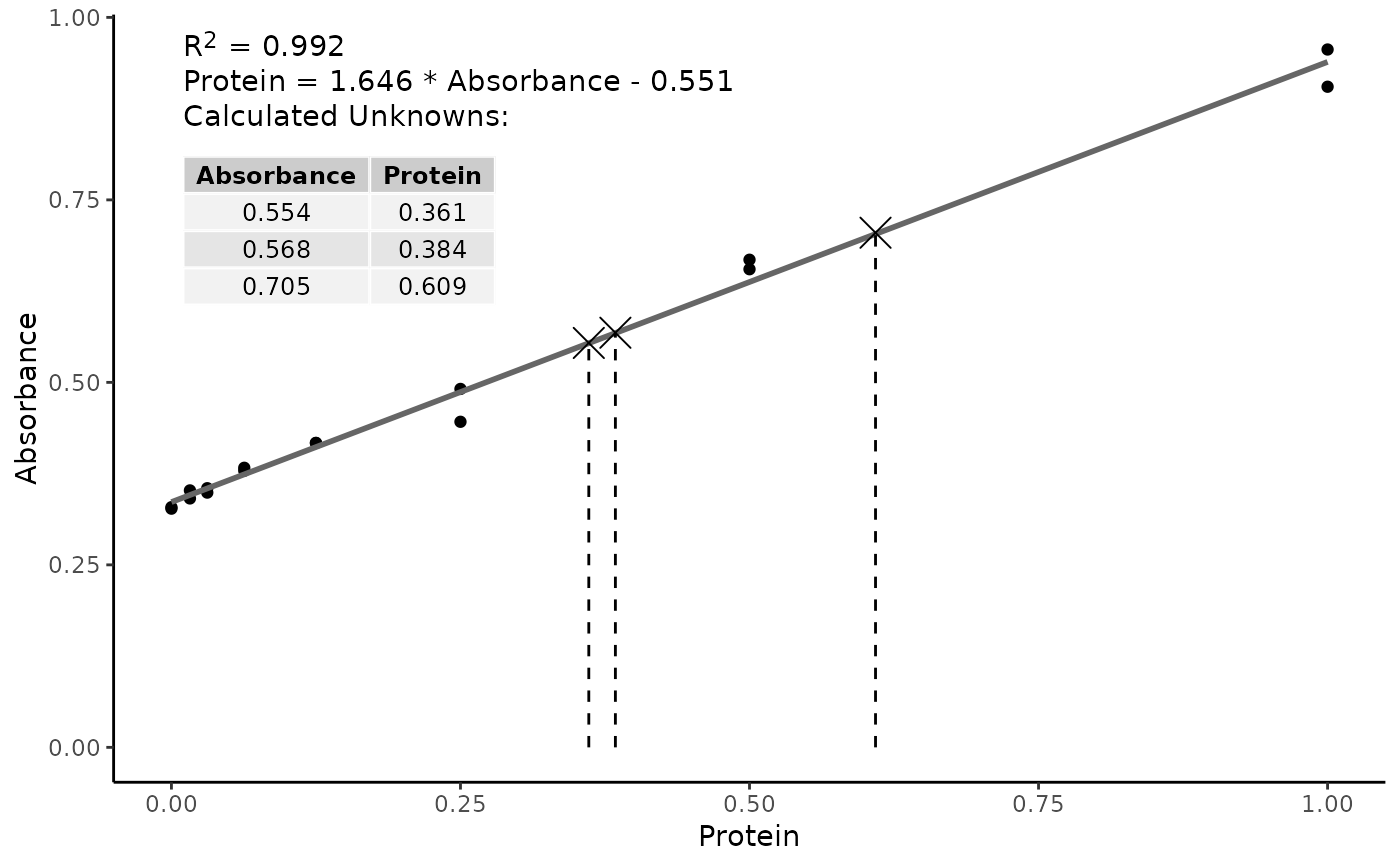 R² = 0.992
Protein = 1.646 * Absorbance - 0.551
Calculated Unknowns:
Absorbance Protein
0.554 0.361
0.568 0.384
0.705 0.609
Absorbance
1.00
0.75
0.50
0.25
0.00
0.00 0.25 0.50 0.75 1.00
Protein